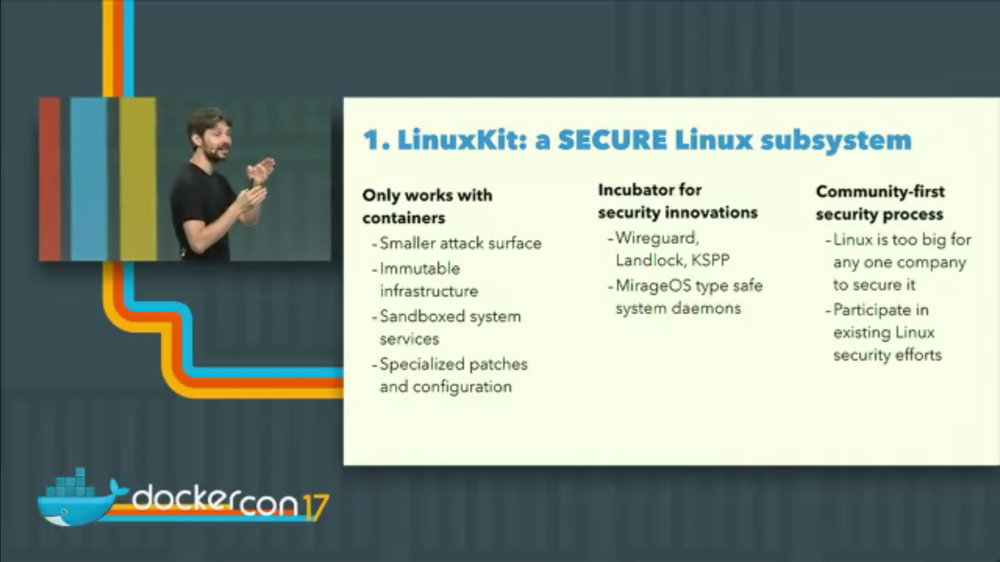 1. LinuxKit: a SECURE Linux subsystem
Only works with
containers
-Smaller attack surface
-Immutable
infrastructure
-Sandboxed system
services
-Specialized patches
and configuration
Incubator for
security innovations
-Wireguard,
Landlock, KSPP
-MirageOS type safe
system daemons
Community-first
security process
-Linux is too big for
any one company
to secure it
-Participate in
existing Linux
security efforts
dockercon17